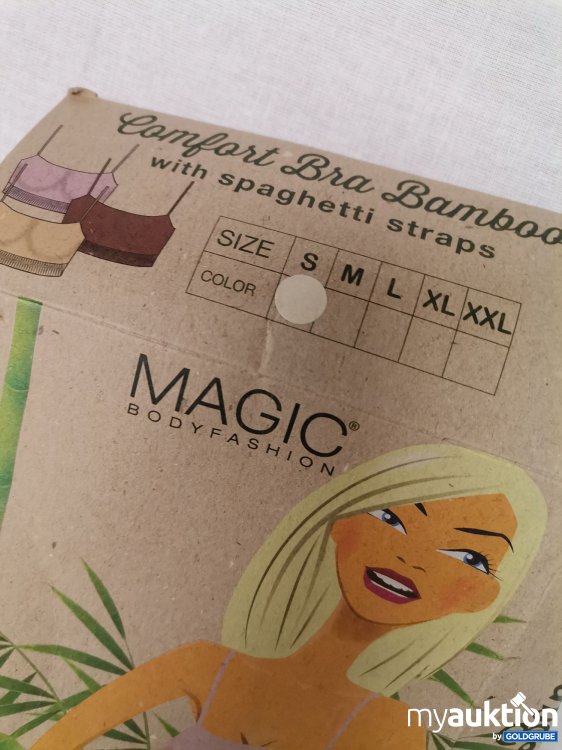 Comfort Bra Bamboo
with spaghetti straps
SIZE S M L XL XXL
COLOR
MAGIC®
BODYFASHION
myauktion
by GOLDGRUBE